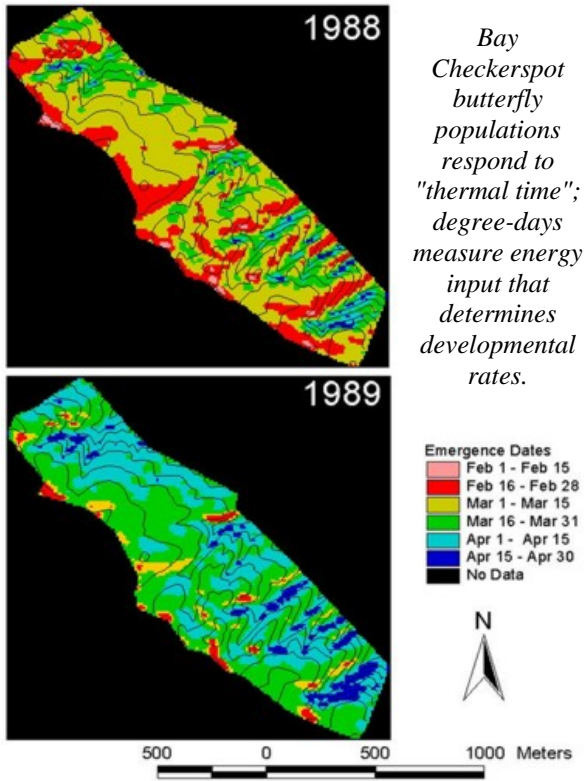 1988
Bay
Checkerspot
butterfly
populations
respond to
"thermal time";
degree-days
measure energy
input that
determines
developmental
rates.
1989
Emergence Dates
Feb 1 - Feb 15
Feb 16 - Feb 28
Mar 1 - Mar 15
Mar 16 - Mar 31
Apr 1 - Apr 15
Apr 15 - Apr 30
No Data
N
500 0 500 1000 Meters